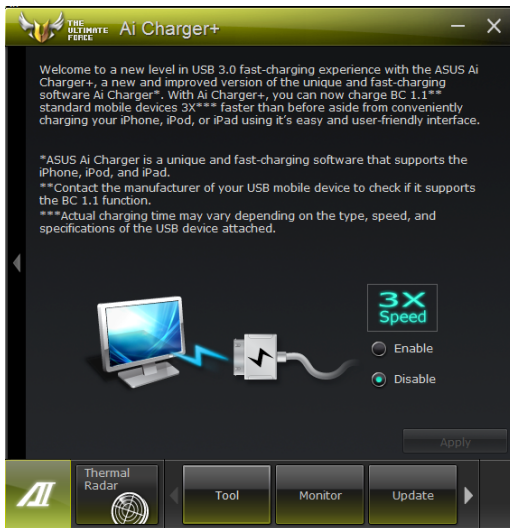 THE
ULTIMATE
FORCE
Ai Charger+
Welcome to a new level in USB 3.0 fast-charging experience with the ASUS Ai
Charger+, a new and improved version of the unique and fast-charging
software Ai Charger*. With Ai Charger+, you can now charge BC 1.1**
standard mobile devices 3X*** faster than before aside from conveniently
charging your iPhone, iPod, or iPad using it's easy and user-friendly interface.
*ASUS Ai Charger is a unique and fast-charging software that supports the
iPhone, iPod, and iPad.
**Contact the manufacturer of your USB mobile device to check if it supports
the BC 1.1 function.
***Actual charging time may vary depending on the type, speed, and
specifications of the USB device attached.
3X
Speed
Enable
Disable
Apply
AI
Thermal
Radar
Tool
Monitor
Update